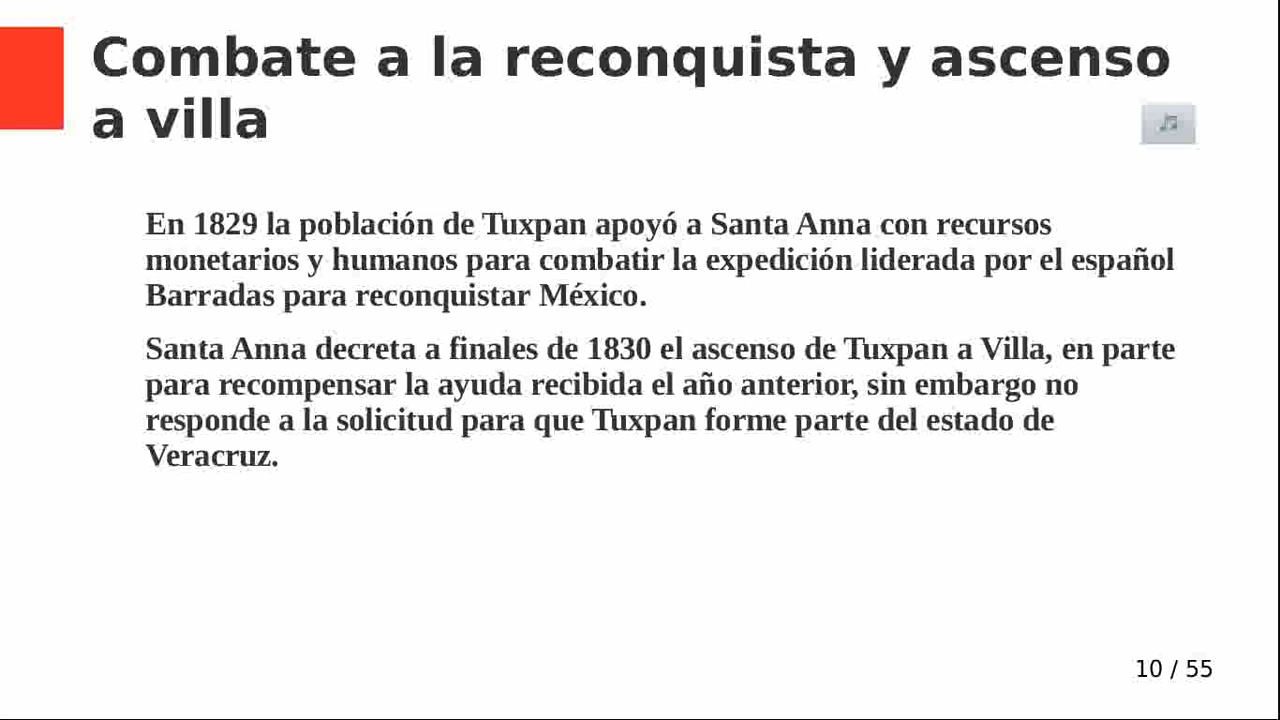 Combate a la reconquista y ascenso
a villa
En 1829 la población de Tuxpan apoyó a Santa Anna con recursos
monetarios y humanos para combatir la expedición liderada por el español
Barradas para reconquistar México.
Santa Anna decreta a finales de 1830 el ascenso de Tuxpan a Villa, en parte
para recompensar la ayuda recibida el año anterior, sin embargo no
responde a la solicitud para que Tuxpan forme parte del estado de
Veracruz.
10 / 55